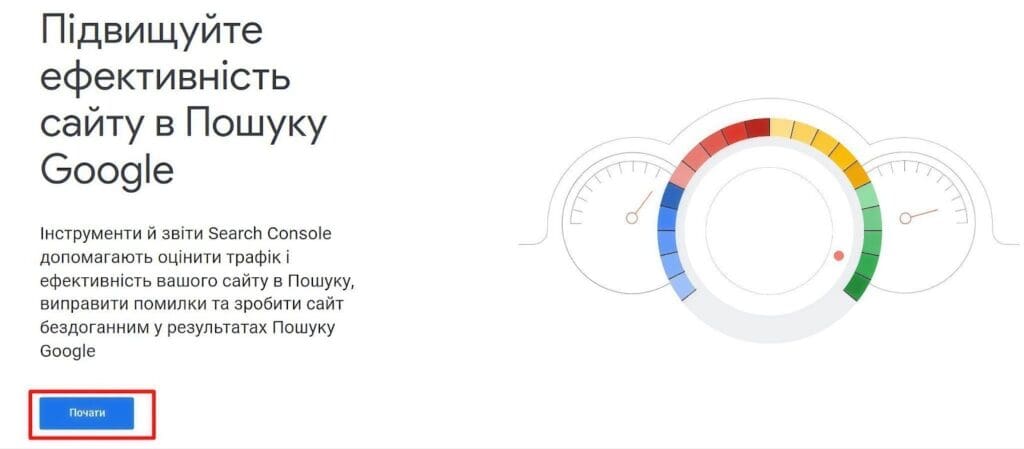 Підвищуйте
ефективність
сайту в Пошуку
Google
Інструменти й звіти Search Console
допомагають оцінити трафік і
ефективність вашого сайту в Пошуку,
виправити помилки та зробити сайт
бездоганним у результатах Пошуку
Google
Почати